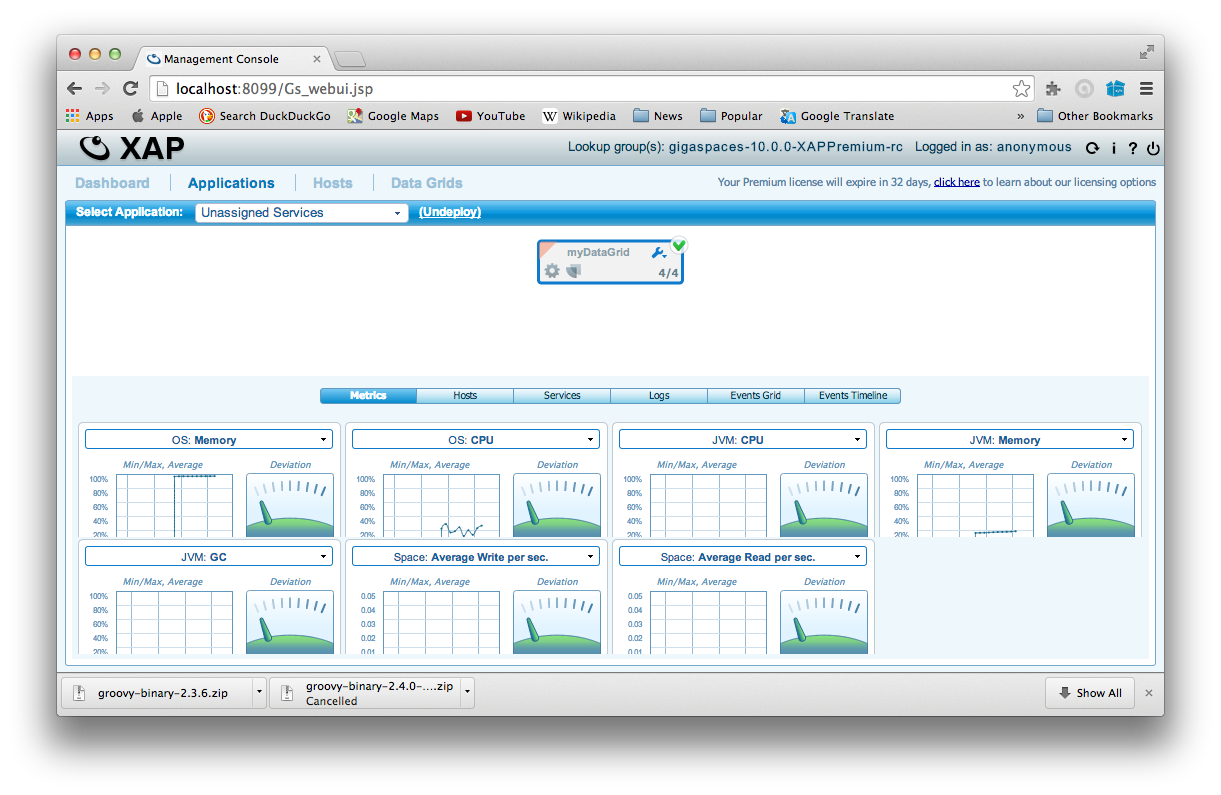 Management Console
localhost:8099/Gs_webui.jsp
Apps Apple Search DuckDuckGo Google Maps YouTube Wikipedia News Popular Google Translate » Other Bookmarks
XAP Lookup group(s): gigaspaces-10.0.0-XAPPremium-rc Logged in as: anonymous i ?
Dashboard Applications Hosts Data Grids Your Premium license will expire in 32 days, click here to learn about our licensing options
Select Application: Unassigned Services (Undeploy)
myDataGrid
4/4
Metrics Hosts Services Logs Events Grid Events Timeline
OS: Memory OS: CPU JVM: CPU JVM: Memory
Min/Max, Average Deviation Min/Max, Average Deviation Min/Max, Average Deviation Min/Max, Average Deviation
100% 100% 100% 100%
80% 80% 80% 80%
60% 60% 60% 60%
40% 40% 40% 40%
20% 20% 20% 20%
JVM: GC Space: Average Write per sec. Space: Average Read per sec.
Min/Max, Average Deviation Min/Max, Average Deviation Min/Max, Average Deviation
100% 0.05 0.05
80% 0.04 0.04
60% 0.03 0.03
40% 0.02 0.02
20% 0.01 0.01
groovy-binary-2.3.6.zip
groovy-binary-2.4.0-....zip
Cancelled
Show All